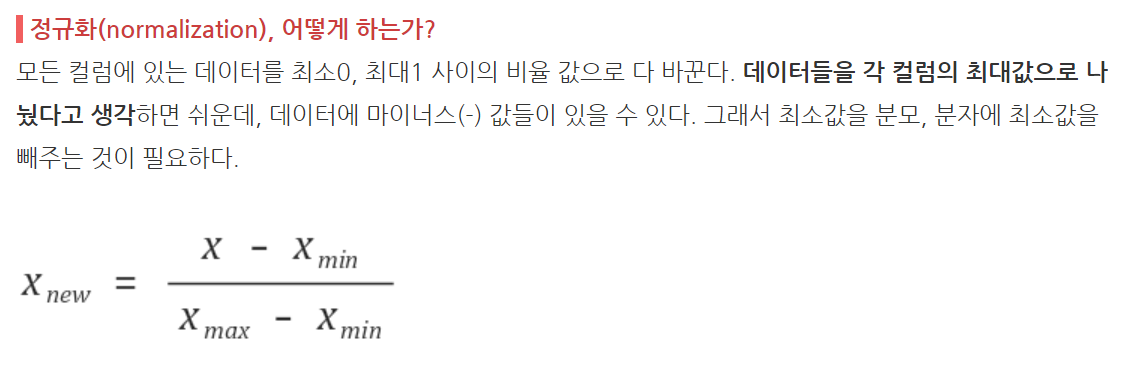 정규화(normalization), 어떻게 하는가?
모든 컬럼에 있는 데이터를 최소0, 최대1 사이의 비율 값으로 다 바꾼다. 데이터들을 각 컬럼의 최대값으로 나
눴다고 생각하면 쉬운데, 데이터에 마이너스(-) 값들이 있을 수 있다. 그래서 최소값을 분모, 분자에 최소값을
빼주는 것이 필요하다.
x - x min
x new =
x max - x min